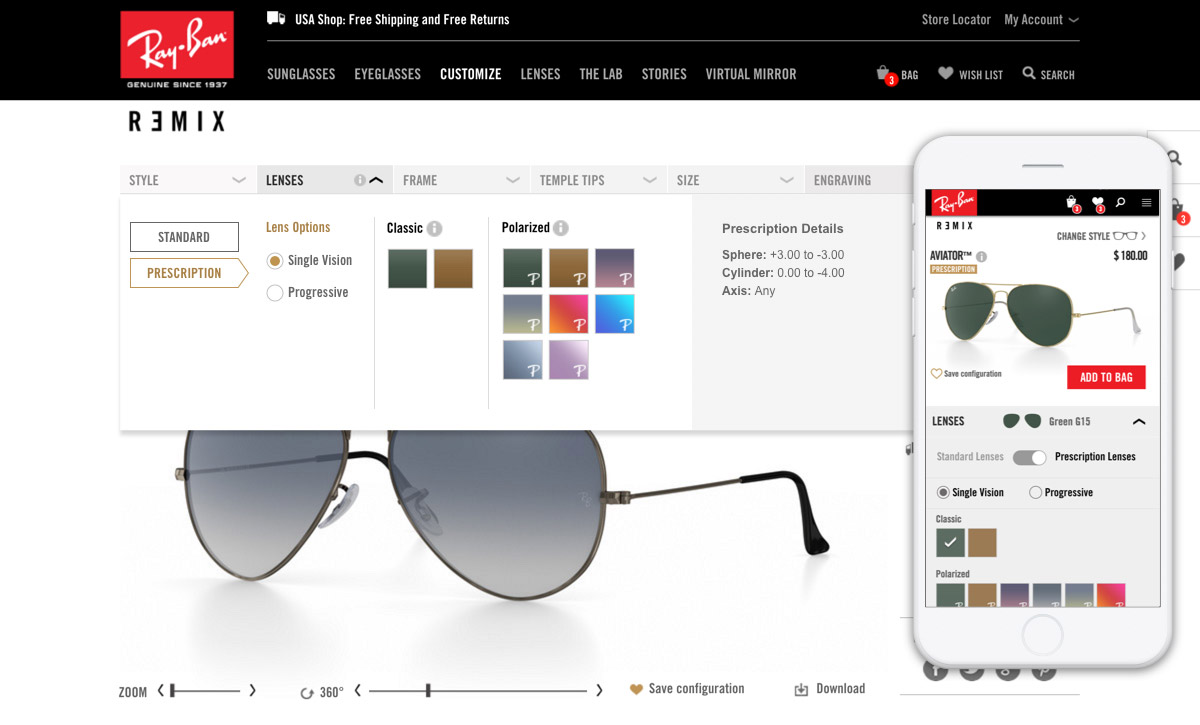 USA Shop: Free Shipping and Free Returns
Store Locator
My Account
Ray-Ban
GENUINE SINCE 1937
SUNGLASSES
EYEGLASSES
CUSTOMIZE
LENSES
THE LAB
STORIES
VIRTUAL MIRROR
3
BAG
WISH LIST
SEARCH
RƎMIX
STYLE
LENSES
FRAME
TEMPLE TIPS
SIZE
ENGRAVING
STANDARD
PRESCRIPTION
Lens Options
Single Vision
Progressive
Classic
Polarized
P
P
P
P
P
P
P
Prescription Details
Sphere: +3.00 to -3.00
Cylinder: 0.00 to -4.00
Axis: Any
Ray-Ban
ZOOM
360°
Save configuration
Download
3
Ray-Ban
3
3
RƎMIX
CHANGE STYLE
AVIATOR™
$180.00
PRESCRIPTION
Save configuration
ADD TO BAG
LENSES
Green G15
Standard Lenses
Prescription Lenses
Single Vision
Progressive
Classic
Polarized